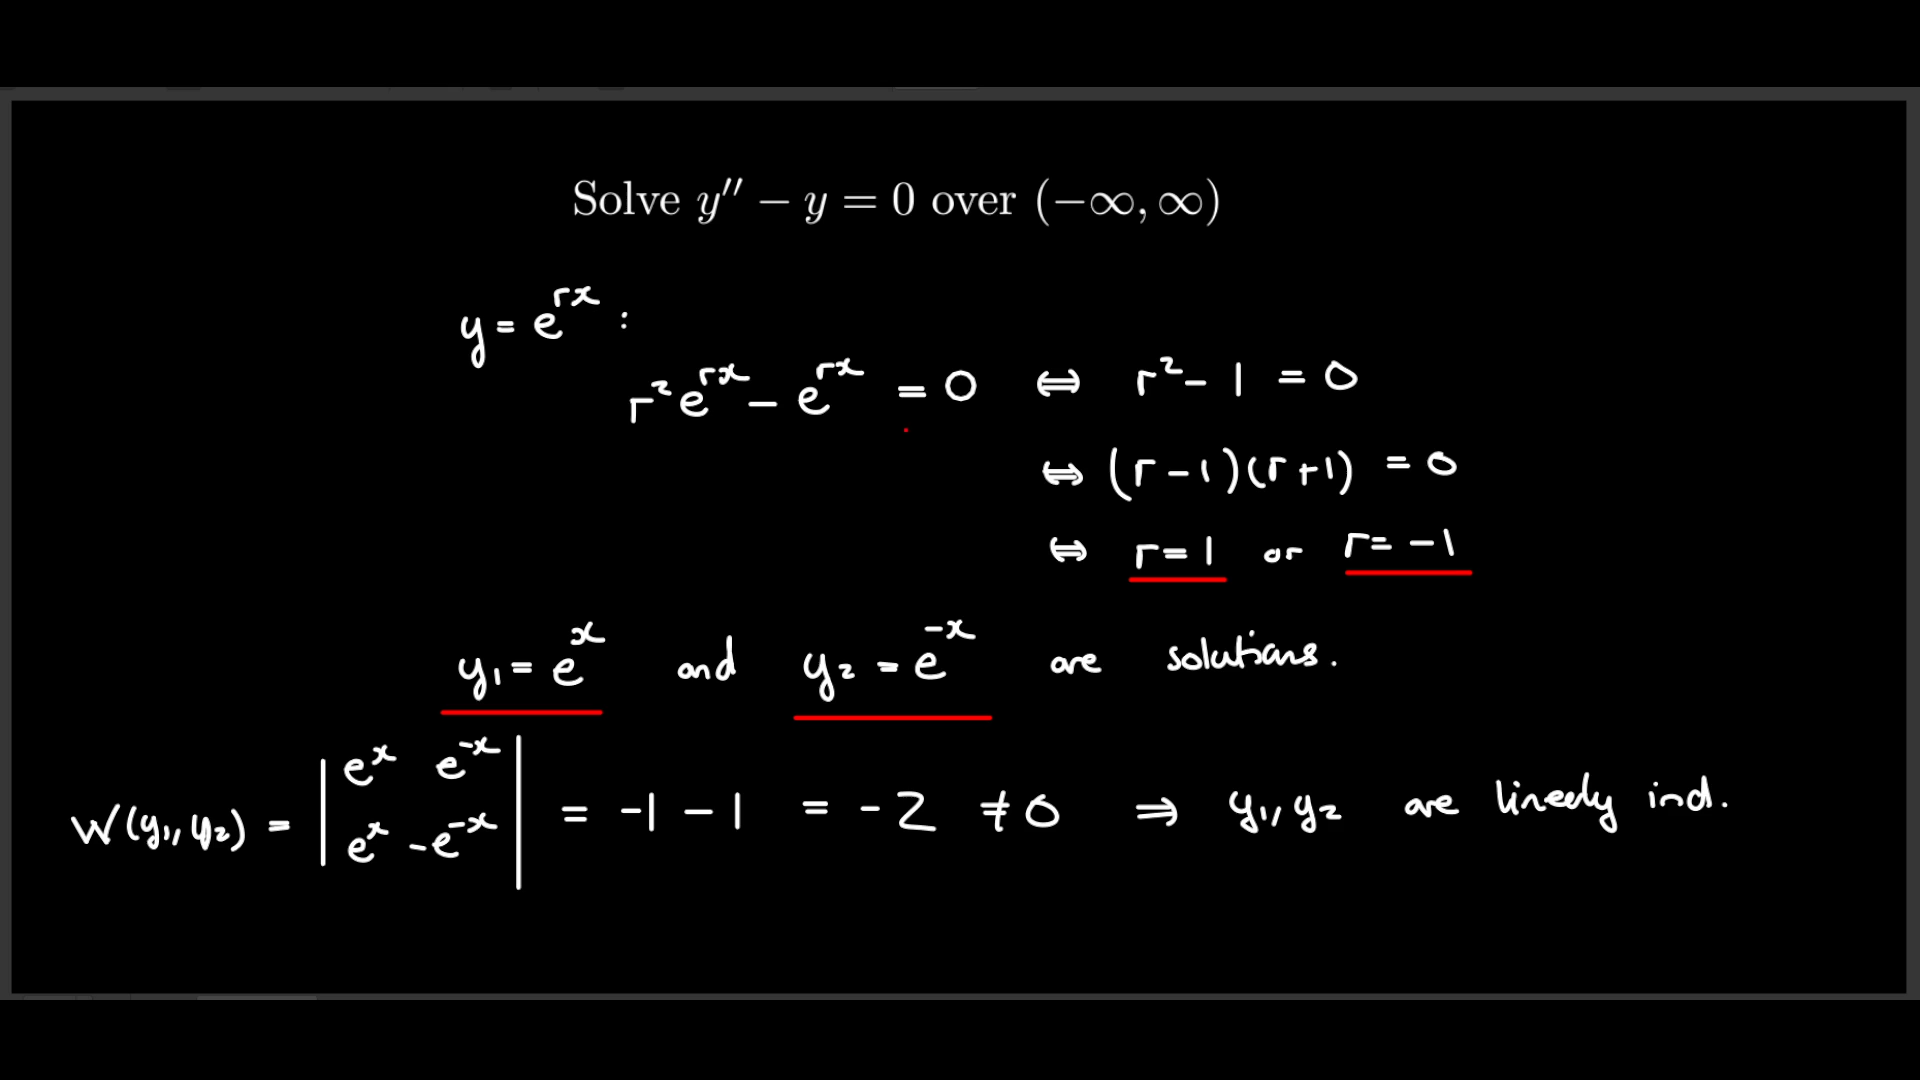 Solve y″ − y = 0 over (−∞, ∞)
y = e^{rx} :
r²e^{rx} − e^{rx} = 0 ⇔ r² − 1 = 0
⇔ (r − 1)(r + 1) = 0
⇔ r = 1 or r = −1
y₁ = e^x and y₂ = e^{−x} are solutions.
W(y₁, y₂) = | e^x e^{−x} ; e^x −e^{−x} | = −1 − 1 = −2 ≠ 0 ⇒ y₁, y₂ are linearly ind.